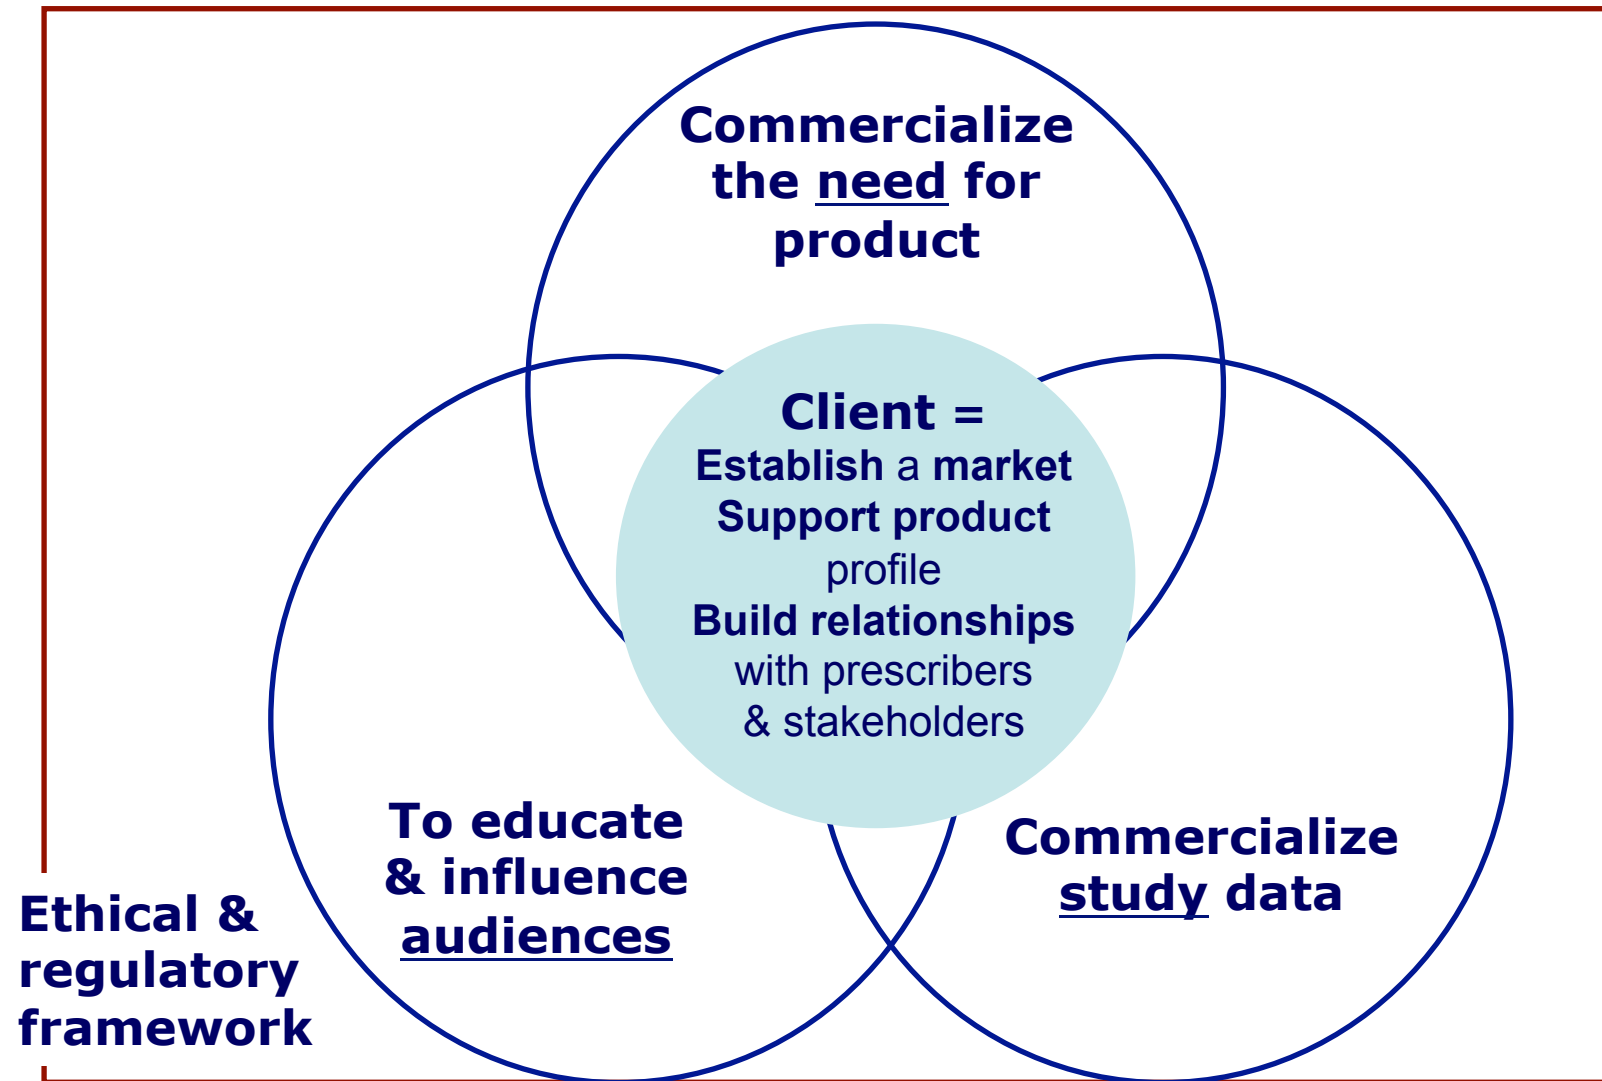 Commercialize
the need for
product
Client =
Establish a market
Support product
profile
Build relationships
with prescribers
& stakeholders
To educate
& influence
audiences
Commercialize
study data
Ethical &
regulatory
framework